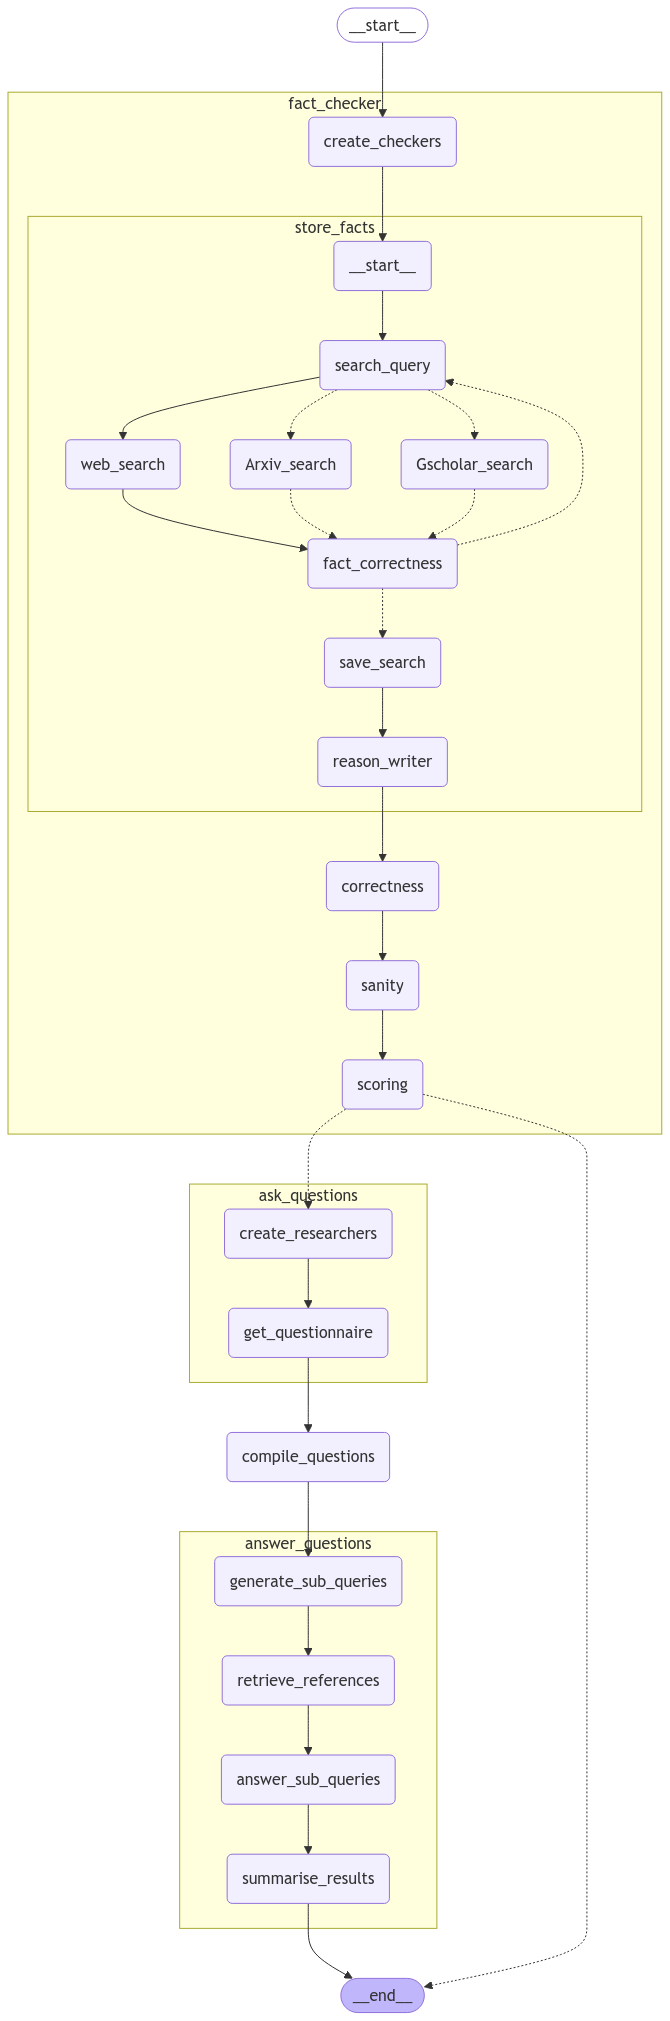 __start__
fact_checker
create_checkers
store_facts
__start__
search_query
web_search
Arxiv_search
Gscholar_search
fact_correctness
save_search
reason_writer
correctness
sanity
scoring
ask_questions
create_researchers
get_questionnaire
compile_questions
answer_questions
generate_sub_queries
retrieve_references
answer_sub_queries
summarise_results
__end__